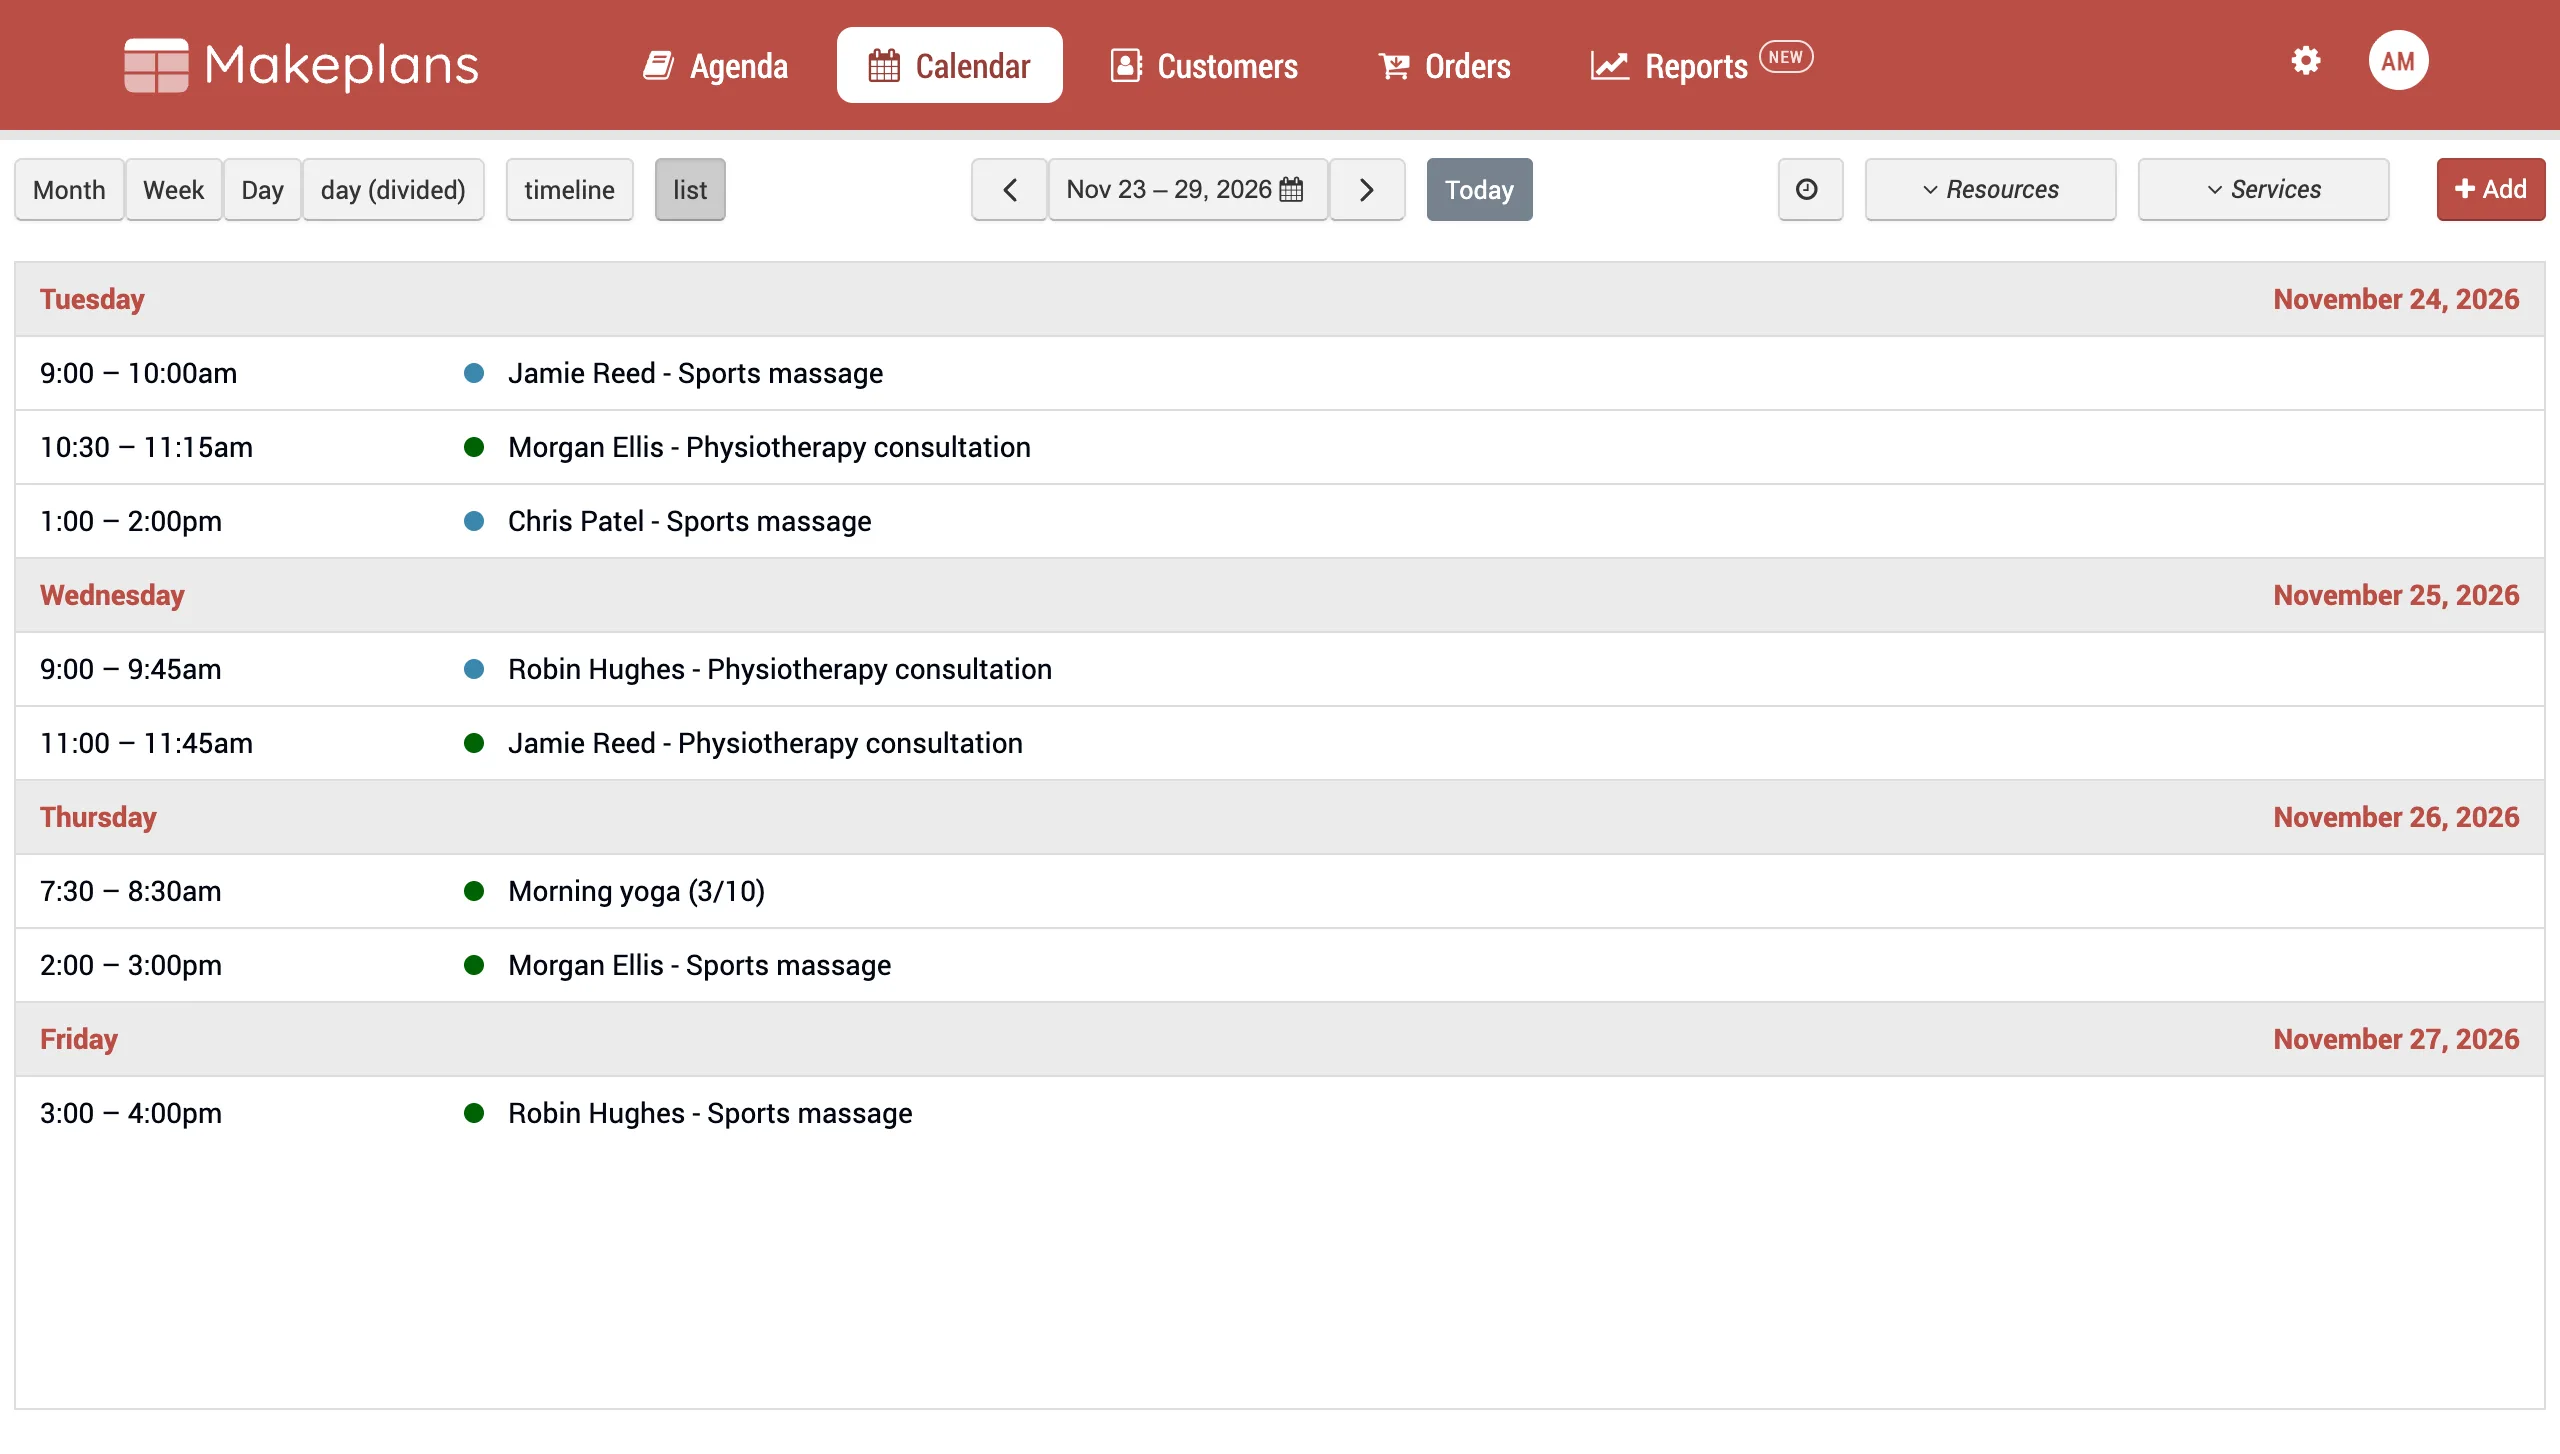 Makeplans Agenda Calendar Customers Orders Reports NEW AM
Month Week Day day (divided) timeline list Nov 23 – 29, 2026 Today Resources Services Add
Tuesday November 24, 2026
9:00 – 10:00am Jamie Reed - Sports massage
10:30 – 11:15am Morgan Ellis - Physiotherapy consultation
1:00 – 2:00pm Chris Patel - Sports massage
Wednesday November 25, 2026
9:00 – 9:45am Robin Hughes - Physiotherapy consultation
11:00 – 11:45am Jamie Reed - Physiotherapy consultation
Thursday November 26, 2026
7:30 – 8:30am Morning yoga (3/10)
2:00 – 3:00pm Morgan Ellis - Sports massage
Friday November 27, 2026
3:00 – 4:00pm Robin Hughes - Sports massage